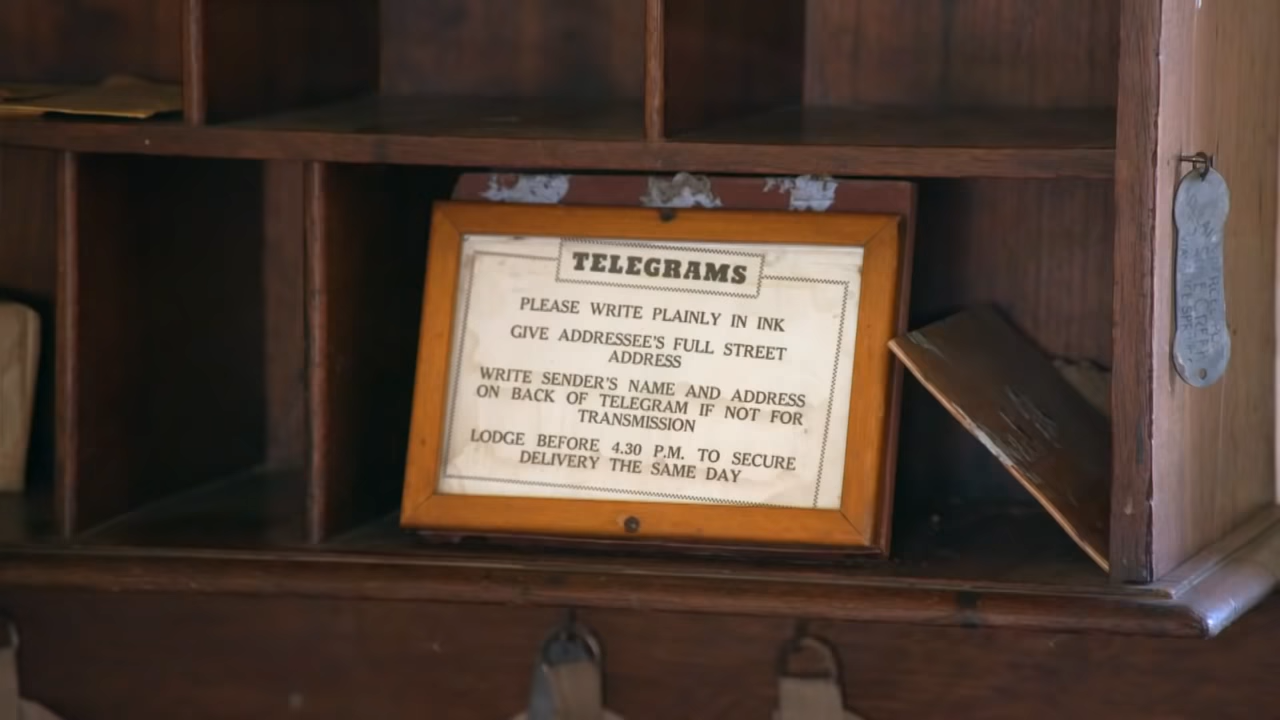 TELEGRAMS
PLEASE WRITE PLAINLY IN INK
GIVE ADDRESSEE'S FULL STREET
ADDRESS
WRITE SENDER'S NAME AND ADDRESS
ON BACK OF TELEGRAM IF NOT FOR
TRANSMISSION
LODGE BEFORE 4.30 P.M. TO SECURE
DELIVERY THE SAME DAY